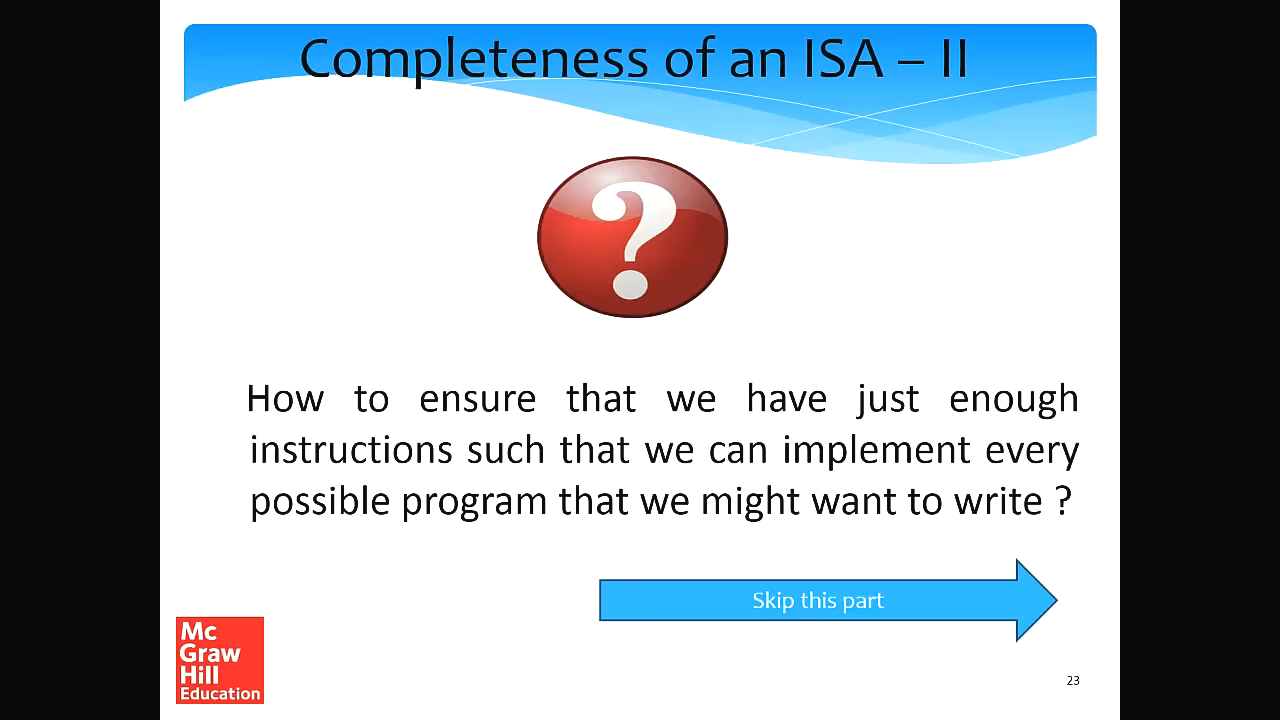 Completeness of an ISA – II
?
How to ensure that we have just enough
instructions such that we can implement every
possible program that we might want to write ?
Skip this part
Mc
Graw
Hill
Education
23